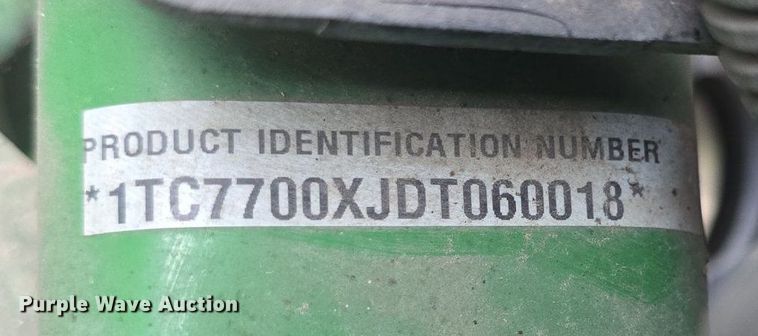 PRODUCT IDENTIFICATION NUMBER
*1TC7700XJDT060018*
Purple Wave Auction